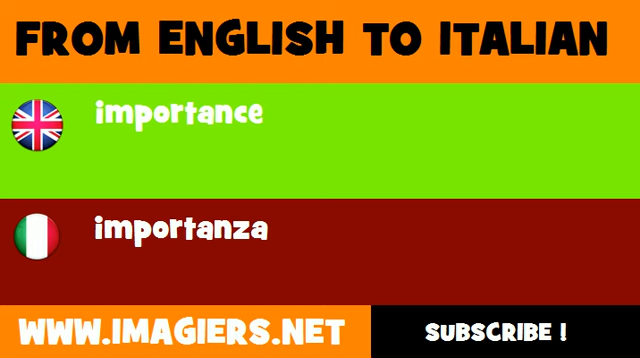 FROM ENGLISH TO ITALIAN
importance
importanza
WWW.IMAGIERS.NET
SUBSCRIBE !